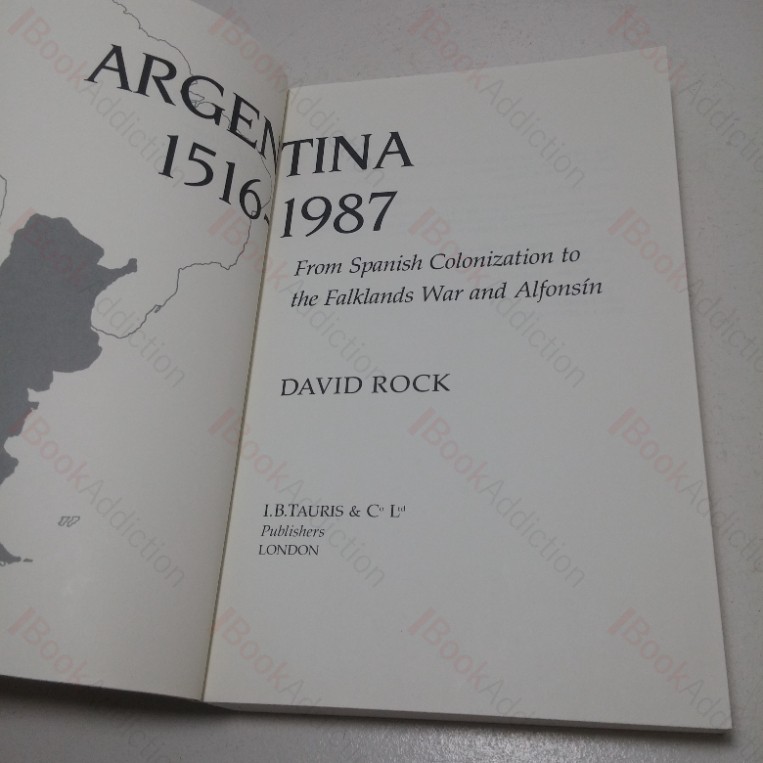 ARGENTINA
1516-1987
From Spanish Colonization to
the Falklands War and Alfonsín
DAVID ROCK
I.B.TAURIS & Cº Lᵗᵈ
Publishers
LONDON
BookAddiction